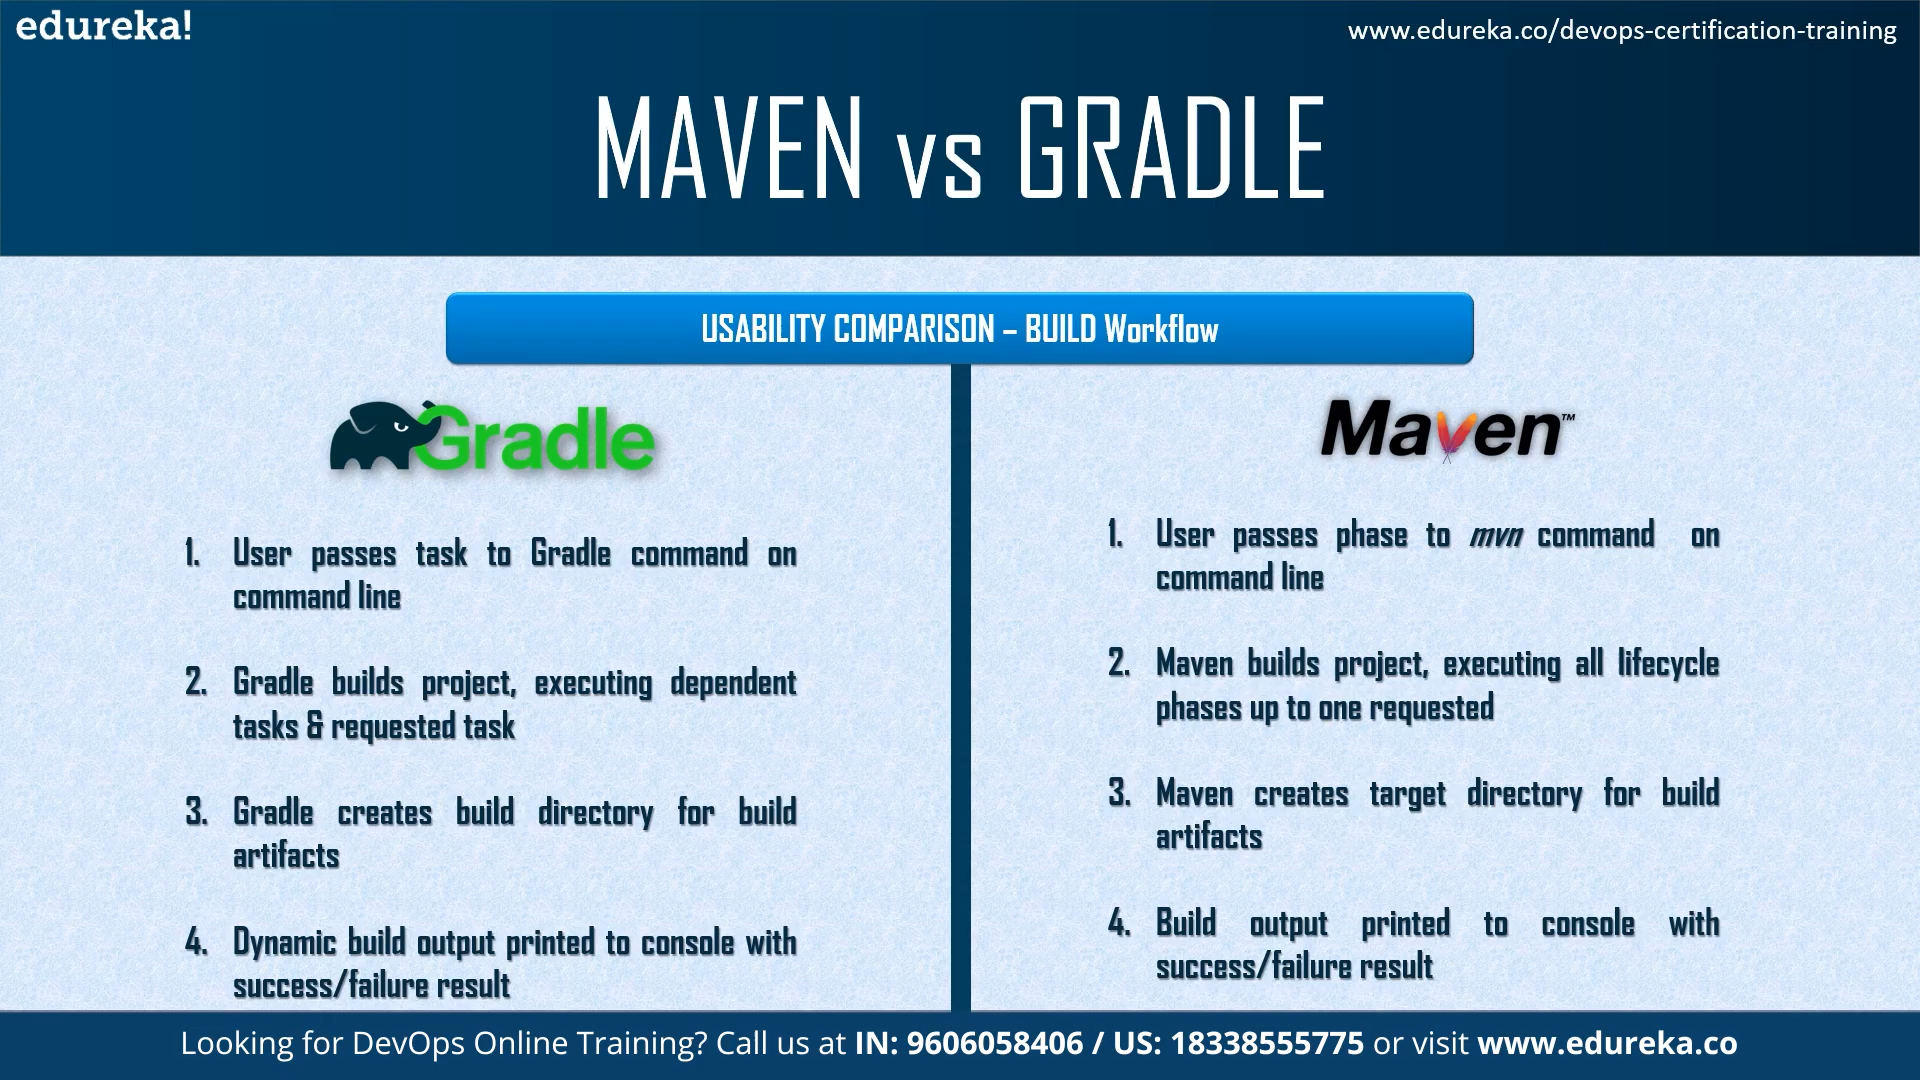 edureka!
www.edureka.co/devops-certification-training
MAVEN vs GRADLE
USABILITY COMPARISON – BUILD Workflow
Gradle
1. User passes task to Gradle command on
command line
2. Gradle builds project, executing dependent
tasks & requested task
3. Gradle creates build directory for build
artifacts
4. Dynamic build output printed to console with
success/failure result
Maven™
1. User passes phase to mvn command on
command line
2. Maven builds project, executing all lifecycle
phases up to one requested
3. Maven creates target directory for build
artifacts
4. Build output printed to console with
success/failure result
Looking for DevOps Online Training? Call us at IN: 9606058406 / US: 18338555775 or visit www.edureka.co